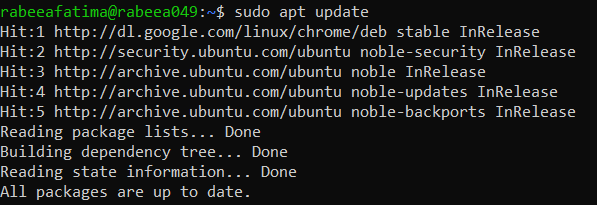 rabeeafatima@rabeea049:~$ sudo apt update
Hit:1 http://dl.google.com/linux/chrome/deb stable InRelease
Hit:2 http://security.ubuntu.com/ubuntu noble-security InRelease
Hit:3 http://archive.ubuntu.com/ubuntu noble InRelease
Hit:4 http://archive.ubuntu.com/ubuntu noble-updates InRelease
Hit:5 http://archive.ubuntu.com/ubuntu noble-backports InRelease
Reading package lists... Done
Building dependency tree... Done
Reading state information... Done
All packages are up to date.